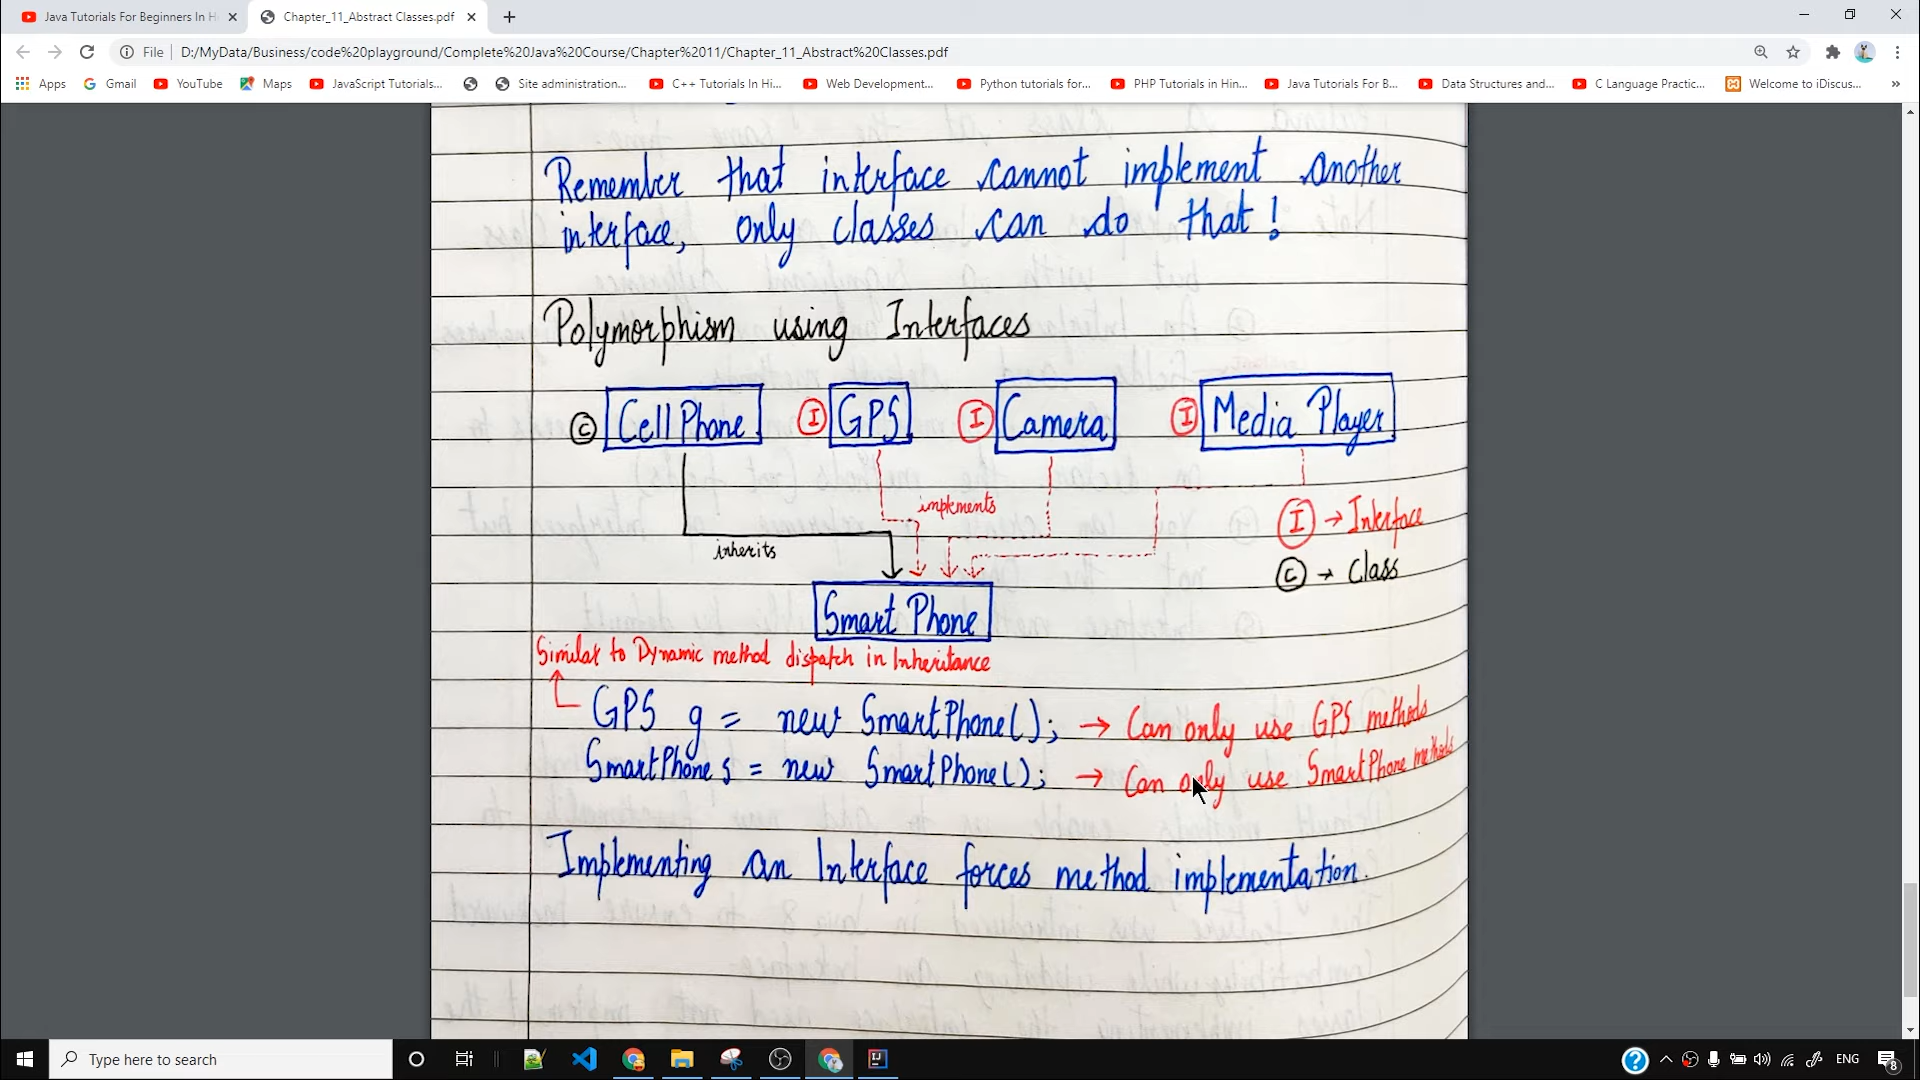 Java Tutorials For Beginners In H
Chapter_11_Abstract Classes.pdf
File
D:/MyData/Business/code%20playground/Complete%20Java%20Course/Chapter%2011/Chapter_11_Abstract%20Classes.pdf
Apps
Gmail
YouTube
Maps
JavaScript Tutorials...
Site administration...
C++ Tutorials In Hi...
Web Development...
Python tutorials for...
PHP Tutorials in Hin...
Java Tutorials For B...
Data Structures and...
C Language Practic...
Welcome to iDiscus...
Remember that interface cannot implement another
interface, only classes can do that!
Polymorphism using Interfaces
C Cell Phone I GPS I Camera I Media Player
implements
inherits
I → Interface
C → Class
Smart Phone
Similar to Dynamic method dispatch in Inheritance
GPS g = new SmartPhone(); → Can only use GPS methods
SmartPhone s = new SmartPhone(); → Can only use SmartPhone methods
Implementing an Interface forces method implementation.
Type here to search
ENG
8